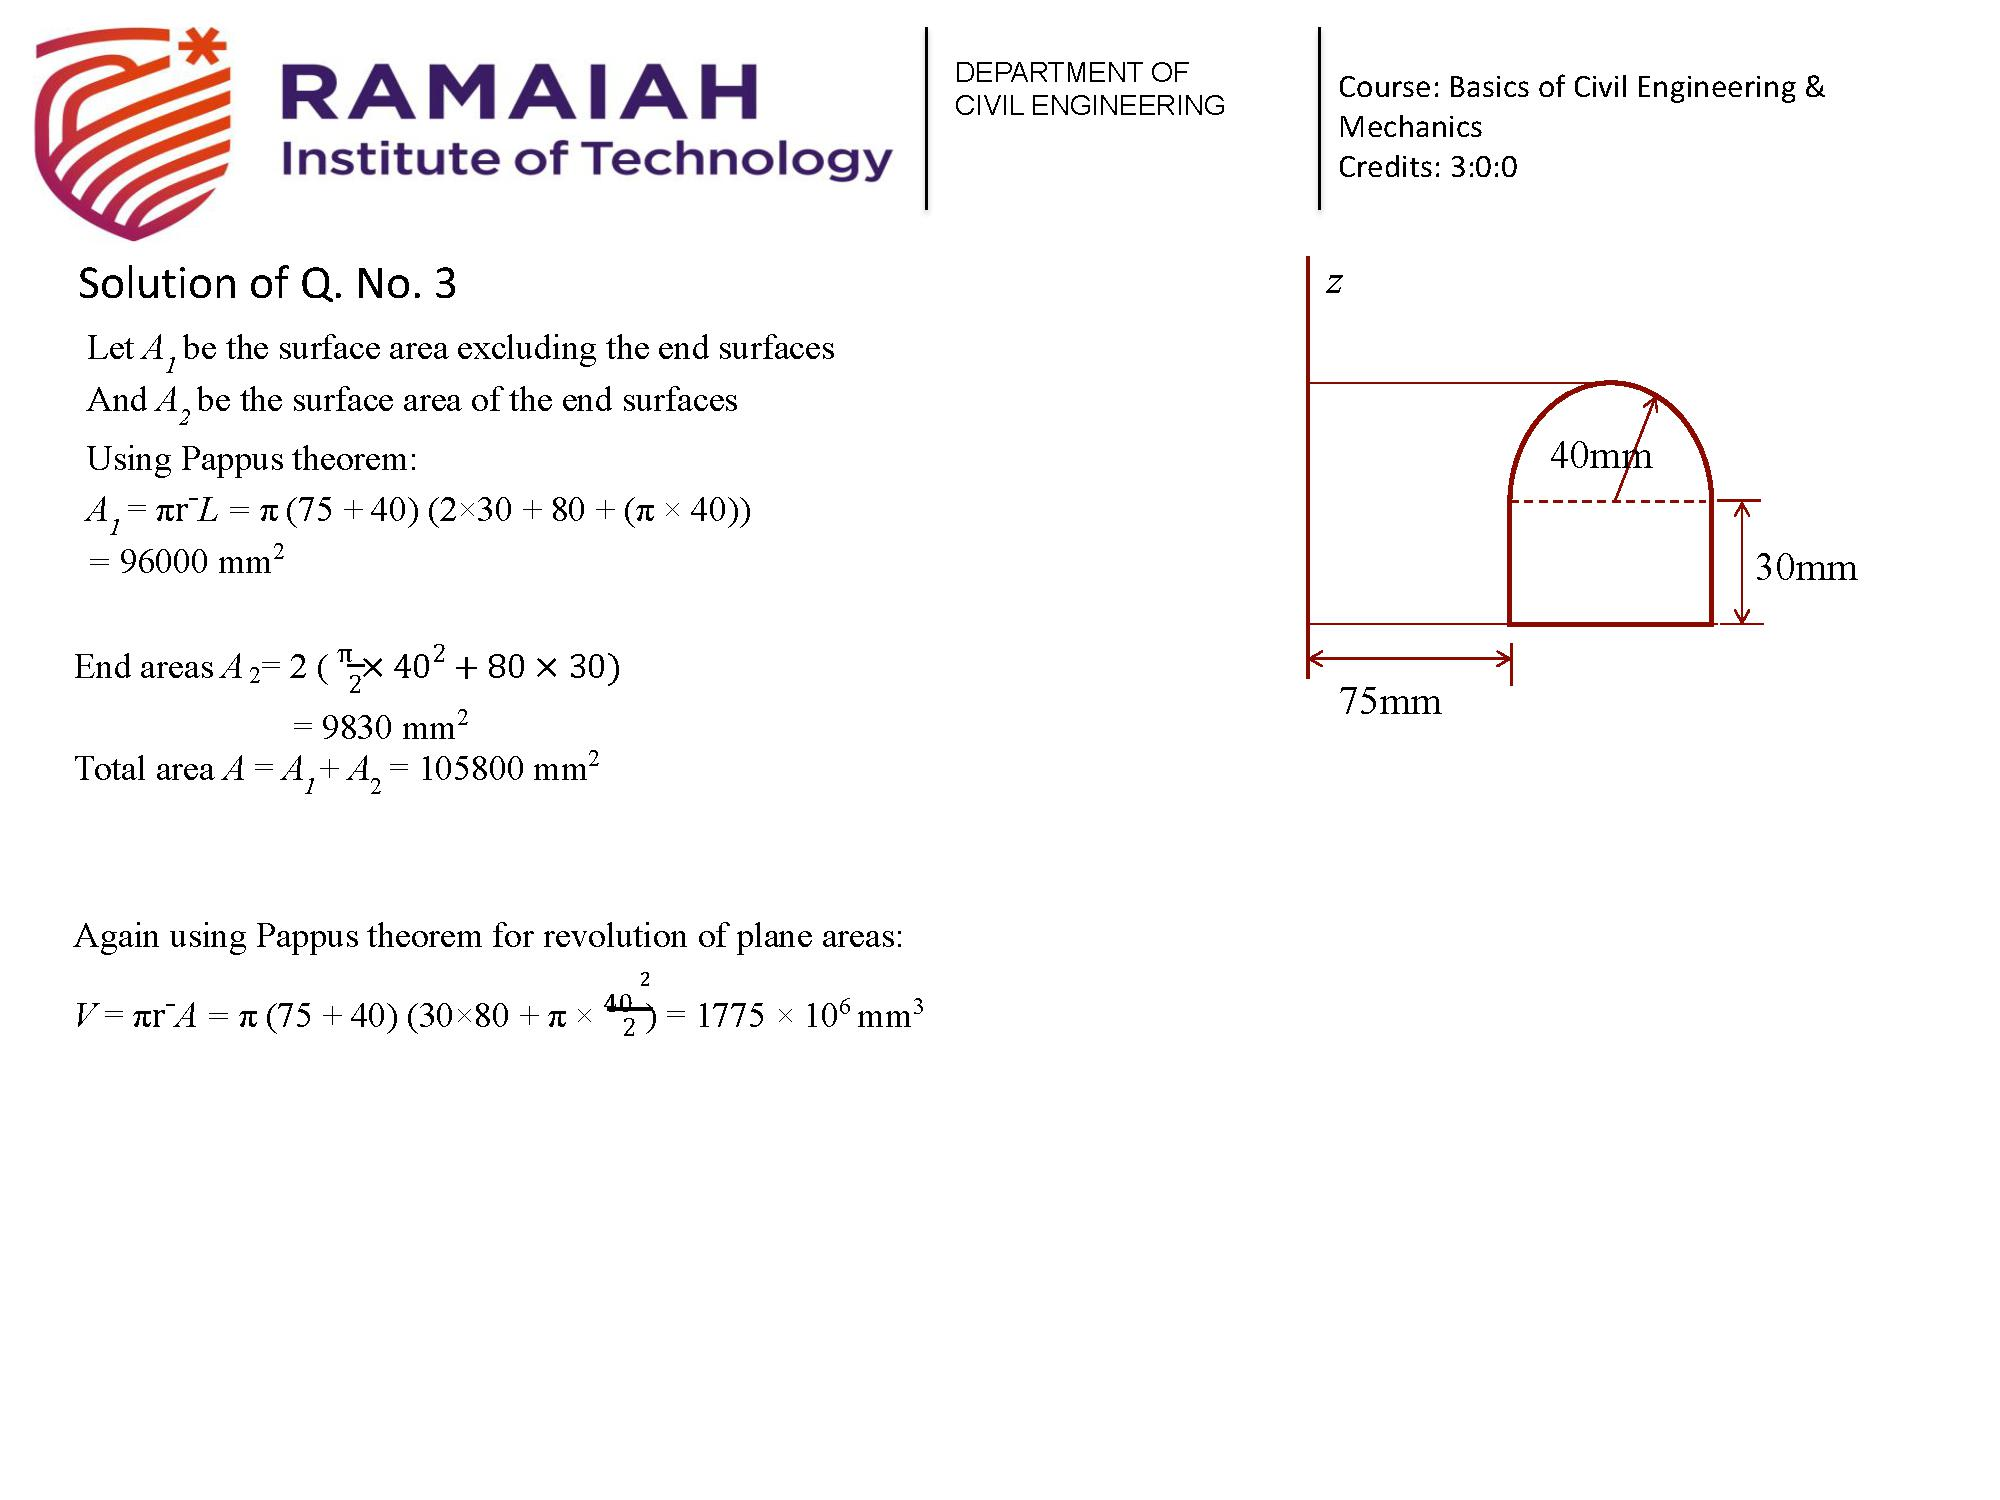 RAMAIAH
Institute of Technology
DEPARTMENT OF
CIVIL ENGINEERING
Course: Basics of Civil Engineering &
Mechanics
Credits: 3:0:0
Solution of Q. No. 3
Let A₁ be the surface area excluding the end surfaces
And A₂ be the surface area of the end surfaces
Using Pappus theorem:
A₁ = πr̄L = π (75 + 40) (2×30 + 80 + (π × 40))
= 96000 mm²
End areas A₂= 2 ( π/2 × 40² + 80 × 30)
= 9830 mm²
Total area A = A₁ + A₂ = 105800 mm²
Again using Pappus theorem for revolution of plane areas:
V = πr̄A = π (75 + 40) (30×80 + π × 40²/2 ) = 1775 × 10⁶ mm³
z
40mm
30mm
75mm